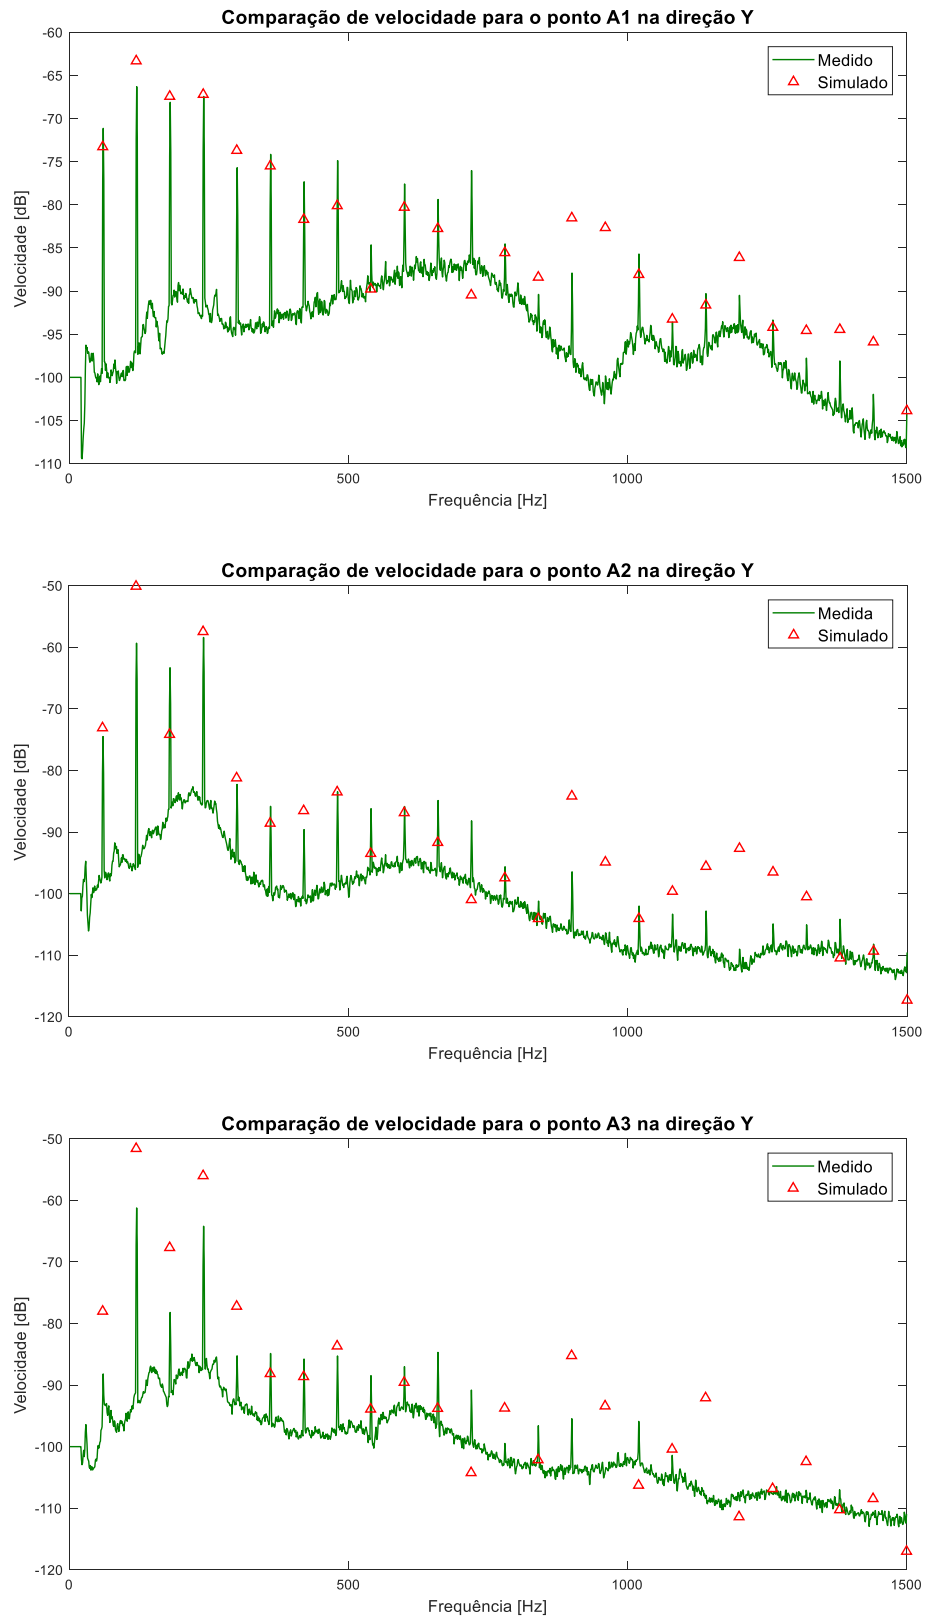 Comparação de velocidade para o ponto A1 na direção Y
-60
-65
-70
-75
-80
-85
-90
-95
-100
-105
-110
Velocidade [dB]
Medido
Simulado
0
500
1000
1500
Frequência [Hz]
Comparação de velocidade para o ponto A2 na direção Y
-50
-60
-70
-80
-90
-100
-110
-120
Velocidade [dB]
Medida
Simulado
0
500
1000
1500
Frequência [Hz]
Comparação de velocidade para o ponto A3 na direção Y
-50
-60
-70
-80
-90
-100
-110
-120
Velocidade [dB]
Medido
Simulado
0
500
1000
1500
Frequência [Hz]